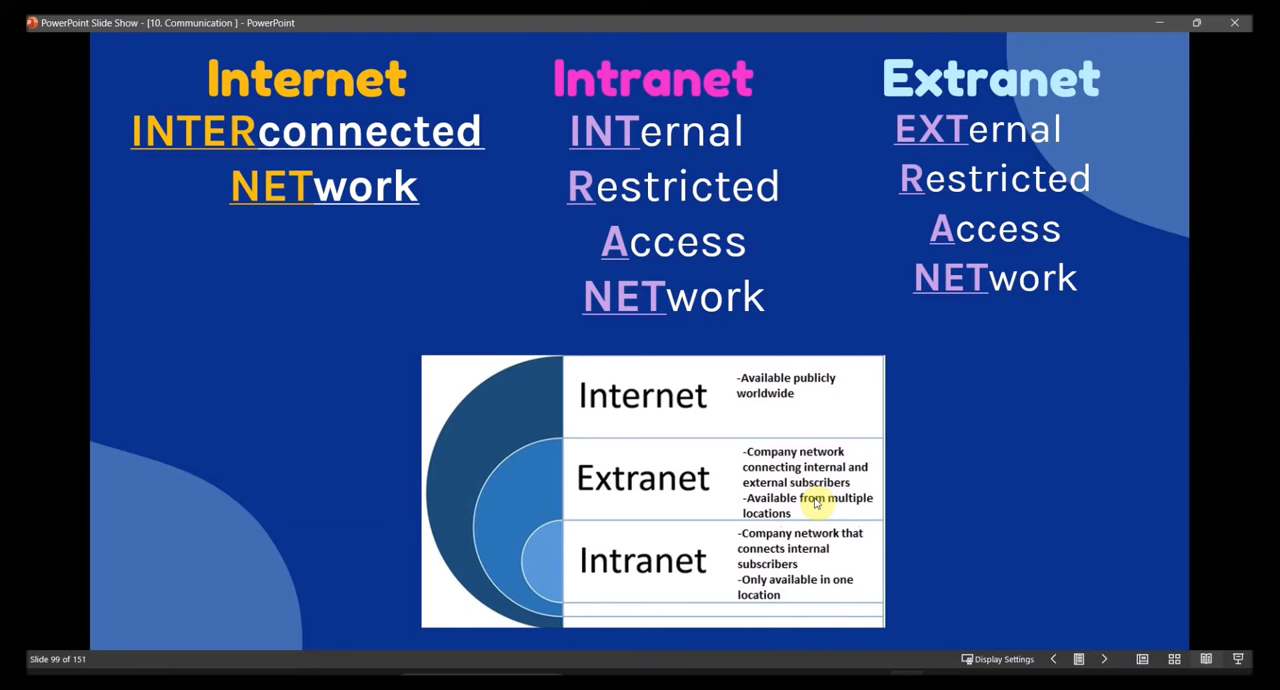 PowerPoint Slide Show - [10. Communication ] - PowerPoint
Internet
INTERconnected
NETwork
Intranet
INTernal
Restricted
Access
NETwork
Extranet
EXTernal
Restricted
Access
NETwork
Internet
-Available publicly
worldwide
Extranet
-Company network
connecting internal and
external subscribers
-Available from multiple
locations
Intranet
-Company network that
connects internal
subscribers
-Only available in one
location
Slide 99 of 151
Display Settings